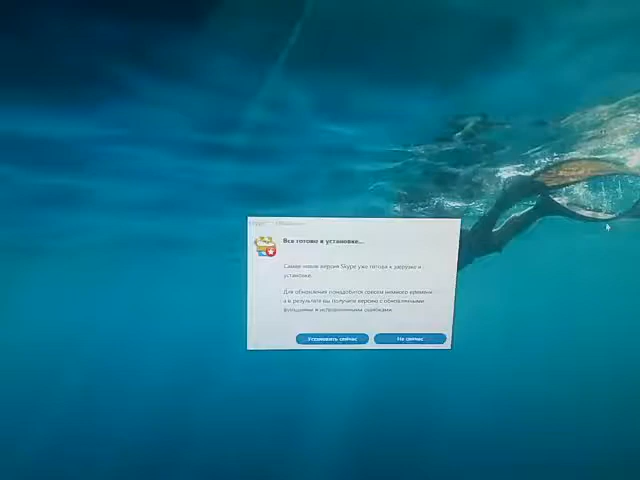 Все готово к установке...
Самая новая версия Skype уже готова к загрузке и
установке.
Для обновления понадобится совсем немного времени,
а в результате вы получите версию с обновленными
функциями и исправленными ошибками.
Установить сейчас
Не сейчас